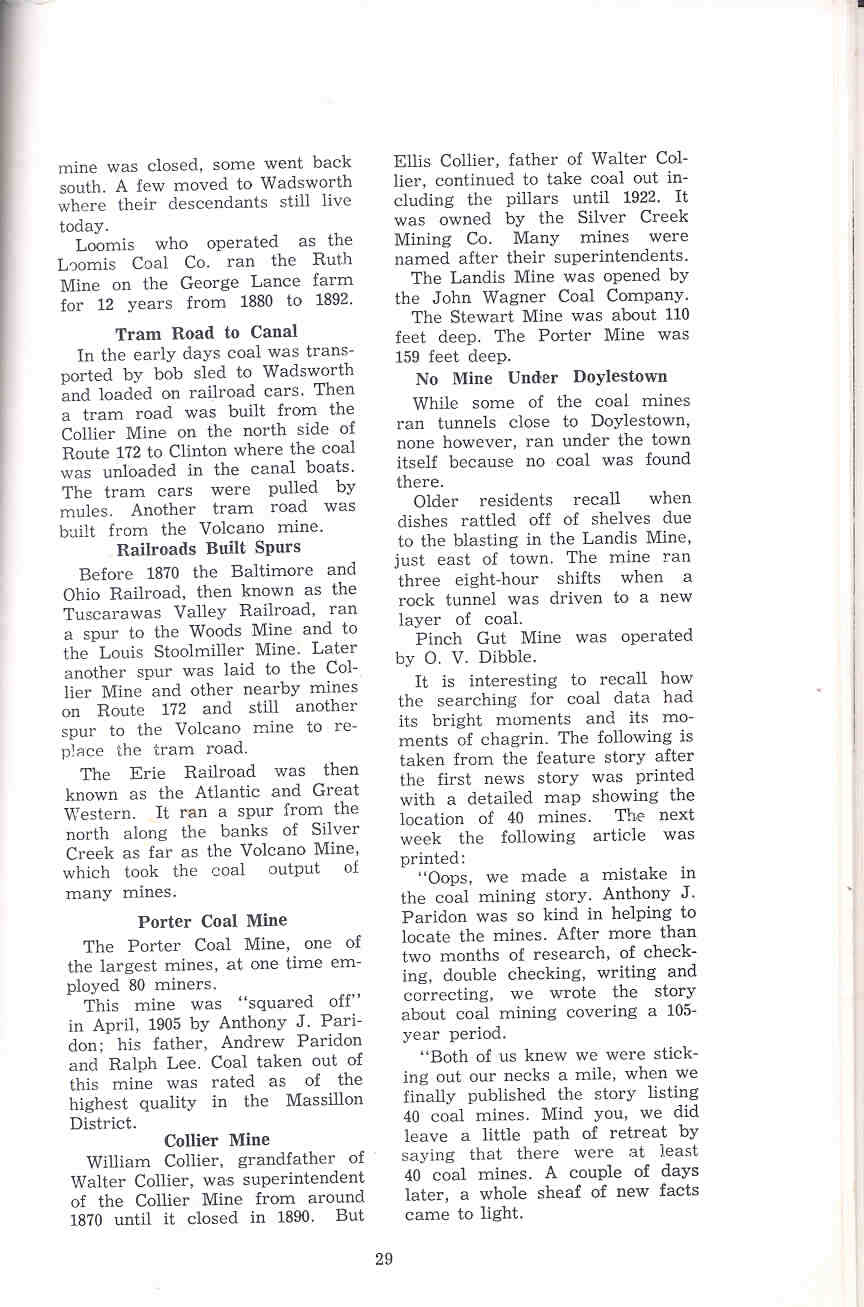 mine was closed, some went back
south. A few moved to Wadsworth
where their descendants still live
today.
Loomis who operated as the
Loomis Coal Co. ran the Ruth
Mine on the George Lance farm
for 12 years from 1880 to 1892.
Tram Road to Canal
In the early days coal was trans-
ported by bob sled to Wadsworth
and loaded on railroad cars. Then
a tram road was built from the
Collier Mine on the north side of
Route 172 to Clinton where the coal
was unloaded in the canal boats.
The tram cars were pulled by
mules. Another tram road was
built from the Volcano mine.
Railroads Built Spurs
Before 1870 the Baltimore and
Ohio Railroad, then known as the
Tuscarawas Valley Railroad, ran
a spur to the Woods Mine and to
the Louis Stoolmiller Mine. Later
another spur was laid to the Col-
lier Mine and other nearby mines
on Route 172 and still another
spur to the Volcano mine to re-
place the tram road.
The Erie Railroad was then
known as the Atlantic and Great
Western. It ran a spur from the
north along the banks of Silver
Creek as far as the Volcano Mine,
which took the coal output of
many mines.
Porter Coal Mine
The Porter Coal Mine, one of
the largest mines, at one time em-
ployed 80 miners.
This mine was "squared off"
in April, 1905 by Anthony J. Pari-
don; his father, Andrew Paridon
and Ralph Lee. Coal taken out of
this mine was rated as of the
highest quality in the Massillon
District.
Collier Mine
William Collier, grandfather of
Walter Collier, was superintendent
of the Collier Mine from around
1870 until it closed in 1890. But
Ellis Collier, father of Walter Col-
lier, continued to take coal out in-
cluding the pillars until 1922. It
was owned by the Silver Creek
Mining Co. Many mines were
named after their superintendents.
The Landis Mine was opened by
the John Wagner Coal Company.
The Stewart Mine was about 110
feet deep. The Porter Mine was
159 feet deep.
No Mine Under Doylestown
While some of the coal mines
ran tunnels close to Doylestown,
none however, ran under the town
itself because no coal was found
there.
Older residents recall when
dishes rattled off of shelves due
to the blasting in the Landis Mine,
just east of town. The mine ran
three eight-hour shifts when a
rock tunnel was driven to a new
layer of coal.
Pinch Gut Mine was operated
by O. V. Dibble.
It is interesting to recall how
the searching for coal data had
its bright moments and its mo-
ments of chagrin. The following is
taken from the feature story after
the first news story was printed
with a detailed map showing the
location of 40 mines. The next
week the following article was
printed:
"Oops, we made a mistake in
the coal mining story. Anthony J.
Paridon was so kind in helping to
locate the mines. After more than
two months of research, of check-
ing, double checking, writing and
correcting, we wrote the story
about coal mining covering a 105-
year period.
"Both of us knew we were stick-
ing out our necks a mile, when we
finally published the story listing
40 coal mines. Mind you, we did
leave a little path of retreat by
saying that there were at least
40 coal mines. A couple of days
later, a whole sheaf of new facts
came to light.
29